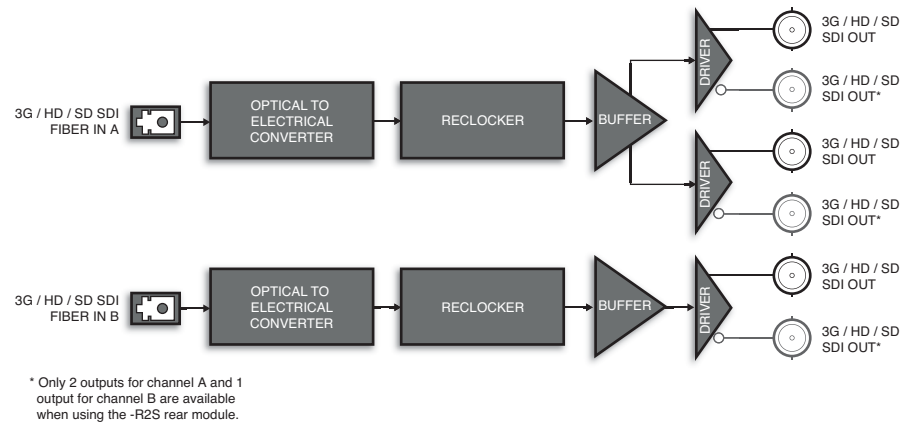 3G / HD / SD SDI
FIBER IN A
OPTICAL TO
ELECTRICAL
CONVERTER
RECLOCKER
BUFFER
DRIVER
3G / HD / SD
SDI OUT
3G / HD / SD
SDI OUT*
DRIVER
3G / HD / SD
SDI OUT
3G / HD / SD
SDI OUT*
3G / HD / SD SDI
FIBER IN B
OPTICAL TO
ELECTRICAL
CONVERTER
RECLOCKER
BUFFER
DRIVER
3G / HD / SD
SDI OUT
3G / HD / SD
SDI OUT*
* Only 2 outputs for channel A and 1
output for channel B are available
when using the -R2S rear module.